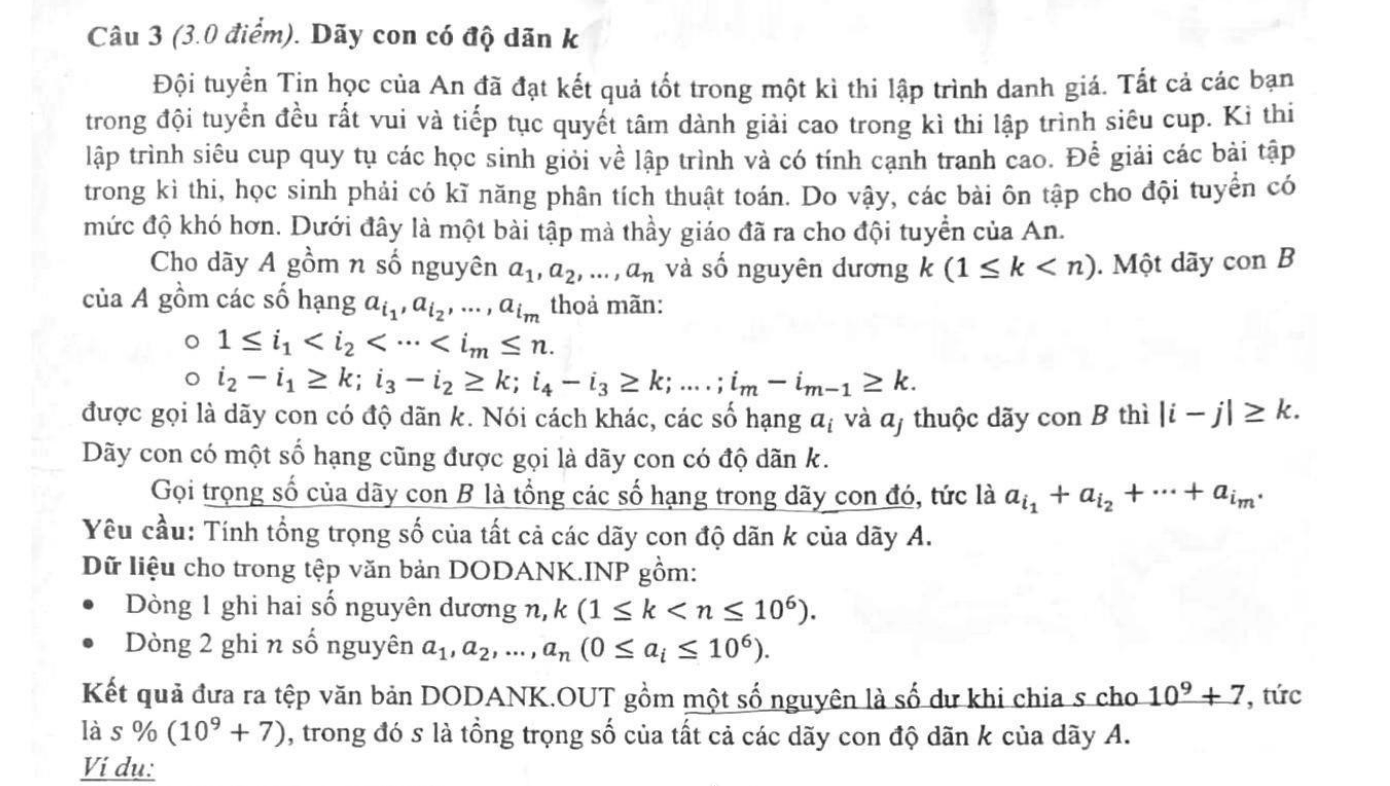 Câu 3 (3.0 điểm). Dãy con có độ dãn k
Đội tuyển Tin học của An đã đạt kết quả tốt trong một kì thi lập trình danh giá. Tất cả các bạn
trong đội tuyển đều rất vui và tiếp tục quyết tâm dành giải cao trong kì thi lập trình siêu cup. Kì thi
lập trình siêu cup quy tụ các học sinh giỏi về lập trình và có tính cạnh tranh cao. Để giải các bài tập
trong kì thi, học sinh phải có kĩ năng phân tích thuật toán. Do vậy, các bài ôn tập cho đội tuyển có
mức độ khó hơn. Dưới đây là một bài tập mà thầy giáo đã ra cho đội tuyển của An.
Cho dãy A gồm n số nguyên a₁, a₂, ..., aₙ và số nguyên dương k (1 ≤ k < n). Một dãy con B
của A gồm các số hạng a_{i₁}, a_{i₂}, ..., a_{iₘ} thoả mãn:
○ 1 ≤ i₁ < i₂ < ⋯ < iₘ ≤ n.
○ i₂ − i₁ ≥ k; i₃ − i₂ ≥ k; i₄ − i₃ ≥ k; ....; iₘ − iₘ₋₁ ≥ k.
được gọi là dãy con có độ dãn k. Nói cách khác, các số hạng aᵢ và aⱼ thuộc dãy con B thì |i − j| ≥ k.
Dãy con có một số hạng cũng được gọi là dãy con có độ dãn k.
Gọi trọng số của dãy con B là tổng các số hạng trong dãy con đó, tức là a_{i₁} + a_{i₂} + ⋯ + a_{iₘ}.
Yêu cầu: Tính tổng trọng số của tất cả các dãy con độ dãn k của dãy A.
Dữ liệu cho trong tệp văn bản DODANK.INP gồm:
• Dòng 1 ghi hai số nguyên dương n, k (1 ≤ k < n ≤ 10⁶).
• Dòng 2 ghi n số nguyên a₁, a₂, ..., aₙ (0 ≤ aᵢ ≤ 10⁶).
Kết quả đưa ra tệp văn bản DODANK.OUT gồm một số nguyên là số dư khi chia s cho 10⁹ + 7, tức
là s % (10⁹ + 7), trong đó s là tổng trọng số của tất cả các dãy con độ dãn k của dãy A.
Ví dụ: